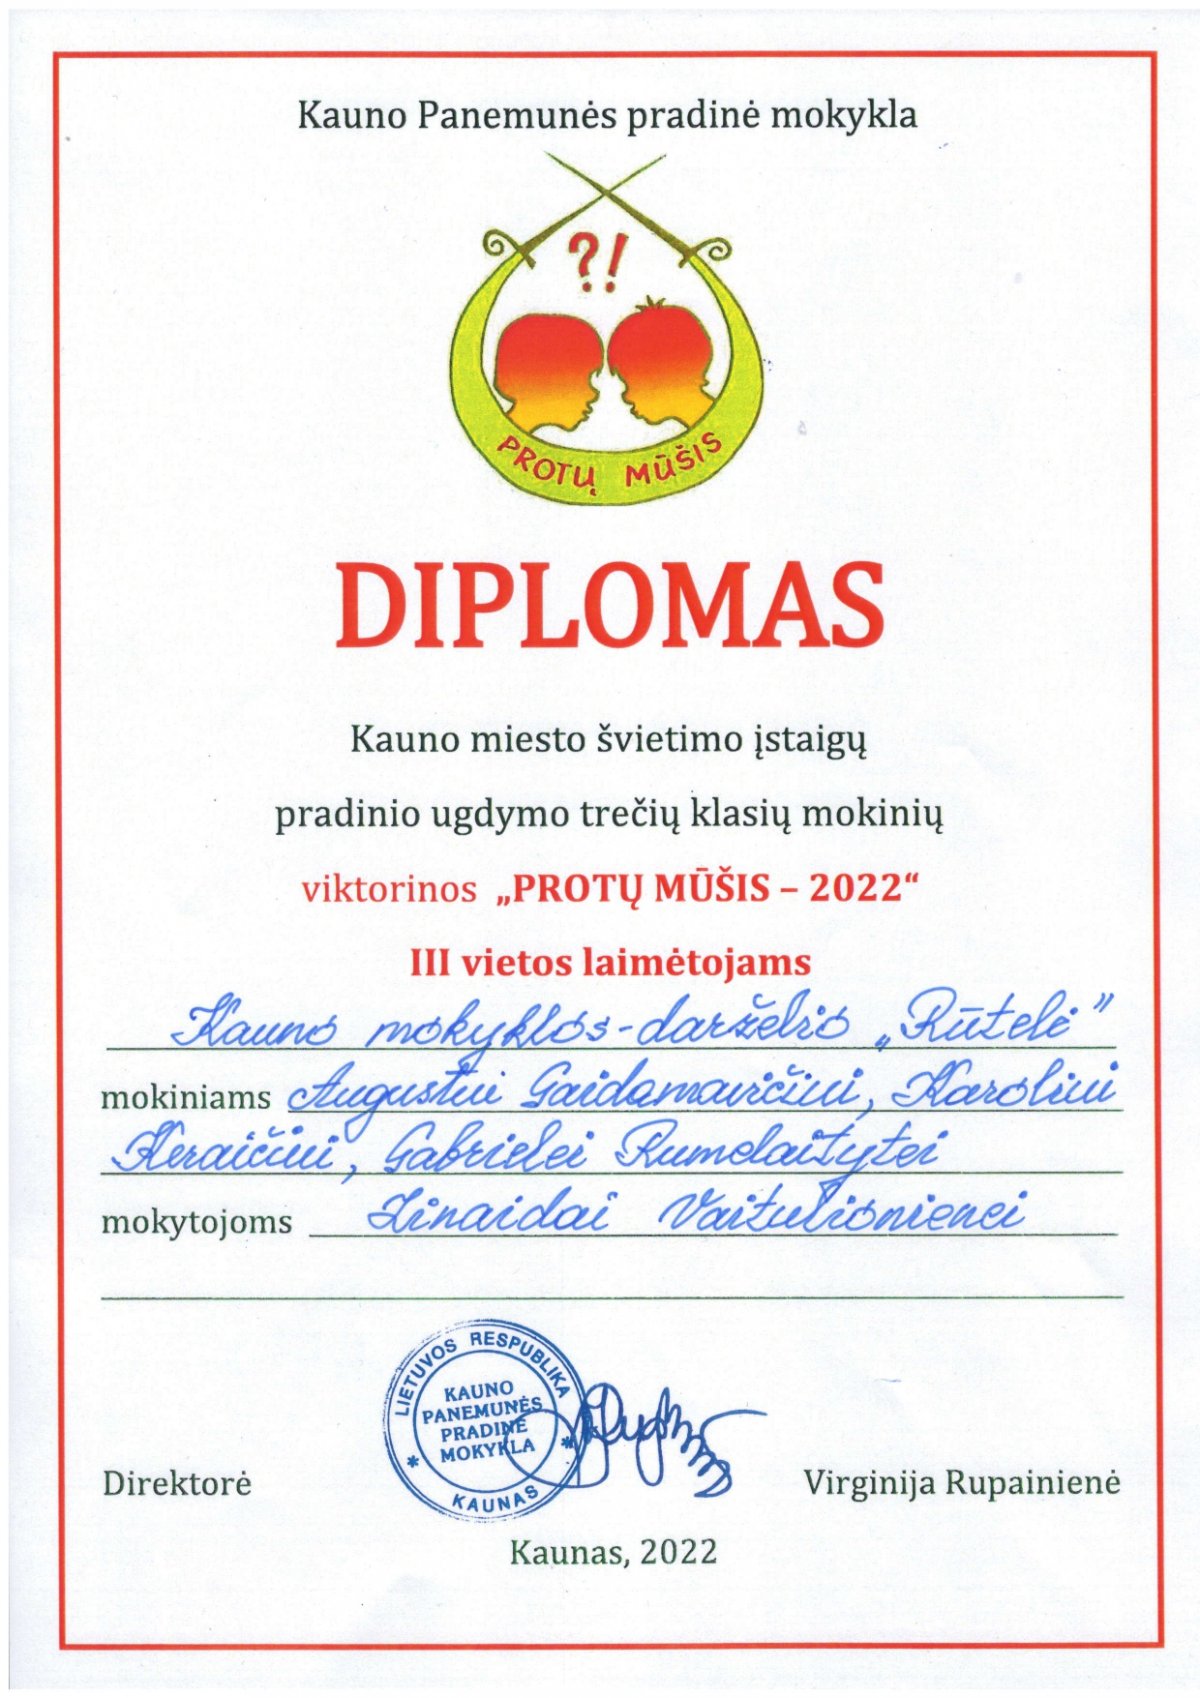 Kauno Panemunės pradinė mokykla
?!
PROTŲ MŪŠIS
DIPLOMAS
Kauno miesto švietimo įstaigų
pradinio ugdymo trečių klasių mokinių
viktorinos „PROTŲ MŪŠIS – 2022“
III vietos laimėtojams
Kauno mokyklos-darželio „Rūtelė”
mokiniams Augustui Gaidamavičiui, Karoliui
Keraičiui, Gabrielei Rumelaitytei
mokytojoms Zinaidai Vaitulionienei
LIETUVOS RESPUBLIKA
KAUNO
PANEMUNĖS
PRADINĖ
MOKYKLA
KAUNAS
Direktorė
Virginija Rupainienė
Kaunas, 2022